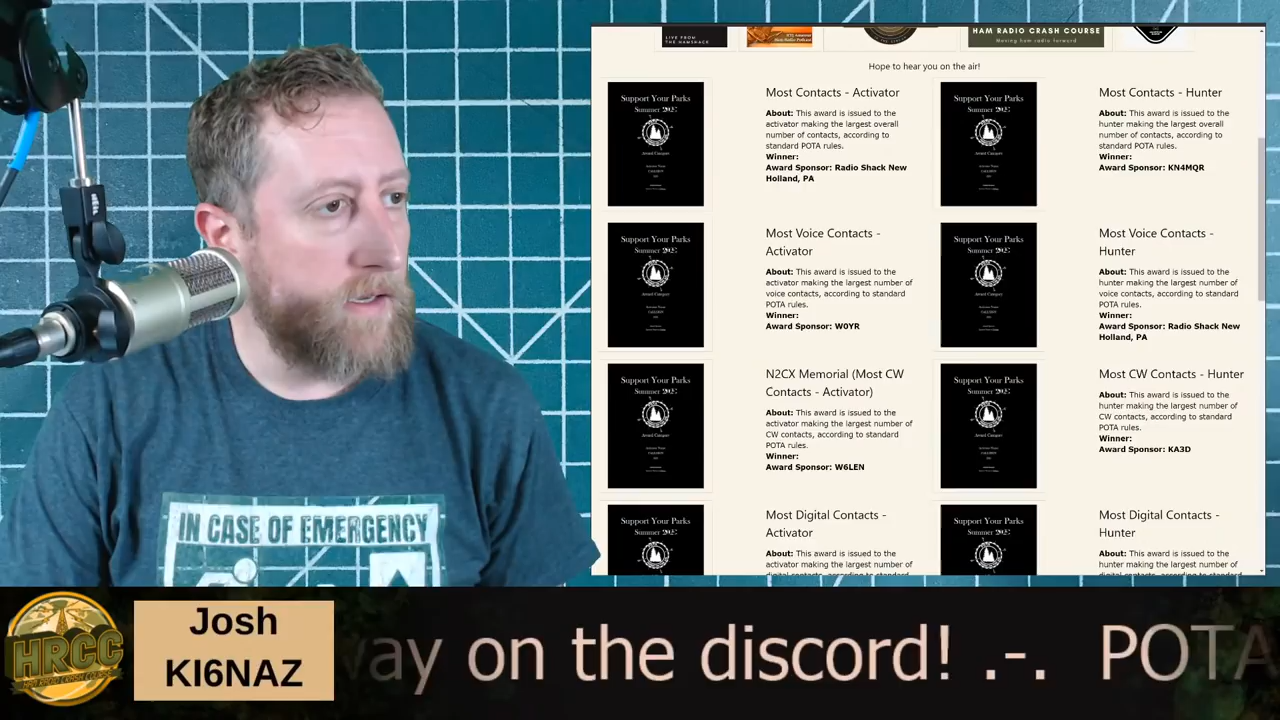 LIVE FROM
THE HAMSHACK
HAM RADIO CRASH COURSE
Moving ham radio forward
Hope to hear you on the air!
Support Your Parks
Most Contacts - Activator
About: This award is issued to the
activator making the largest overall
number of contacts, according to
standard POTA rules.
Winner:
Award Sponsor: Radio Shack New
Holland, PA
Support Your Parks
Most Contacts - Hunter
About: This award is issued to the
hunter making the largest overall
number of contacts, according to
standard POTA rules.
Winner:
Award Sponsor: KN4MQR
Support Your Parks
Most Voice Contacts -
Activator
About: This award is issued to the
activator making the largest number of
voice contacts, according to standard
POTA rules.
Winner:
Award Sponsor: W0YR
Support Your Parks
Most Voice Contacts -
Hunter
About: This award is issued to the
hunter making the largest number of
voice contacts, according to standard
POTA rules.
Winner:
Award Sponsor: Radio Shack New
Holland, PA
Support Your Parks
N2CX Memorial (Most CW
Contacts - Activator)
About: This award is issued to the
activator making the largest number of
CW contacts, according to standard
POTA rules.
Winner:
Award Sponsor: W6LEN
Support Your Parks
Most CW Contacts - Hunter
About: This award is issued to the
hunter making the largest number of
CW contacts, according to standard
POTA rules.
Winner:
Award Sponsor: KA3D
Support Your Parks
Most Digital Contacts -
Activator
About: This award is issued to the
activator making the largest number of
Support Your Parks
Most Digital Contacts -
Hunter
About: This award is issued to the
hunter making the largest number of
IN CASE OF EMERGENCY
HRCC
HAM RADIO CRASH COURSE
Josh
KI6NAZ
way on the discord! .-. POTA